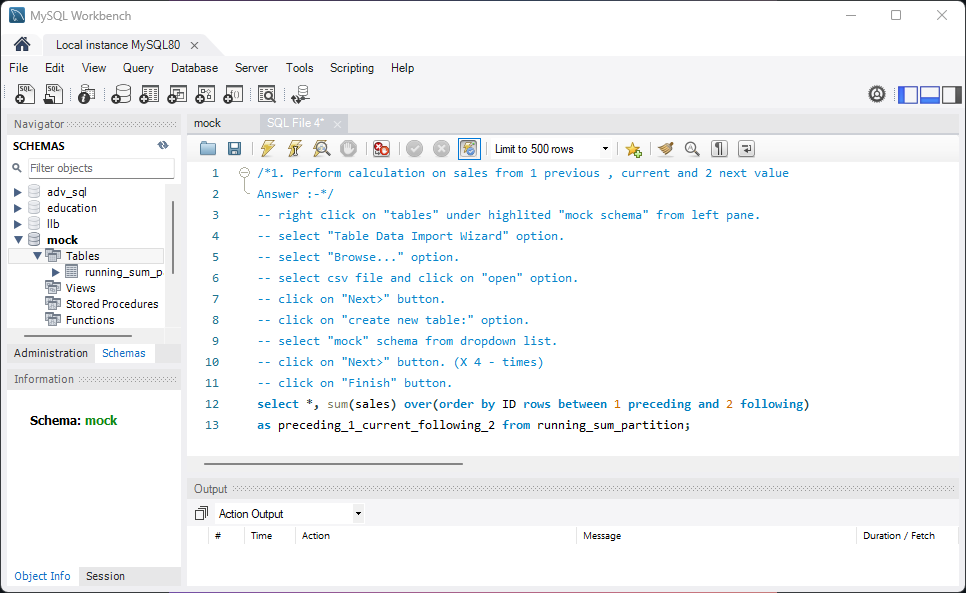 MySQL Workbench
Local instance MySQL80
File Edit View Query Database Server Tools Scripting Help
Navigator
SCHEMAS
Filter objects
adv_sql
education
llb
mock
Tables
running_sum_p
Views
Stored Procedures
Functions
Administration Schemas
Information
Schema: mock
Object Info Session
mock SQL File 4*
Limit to 500 rows
1 /*1. Perform calculation on sales from 1 previous , current and 2 next value
2 Answer :-*/
3 -- right click on "tables" under highlited "mock schema" from left pane.
4 -- select "Table Data Import Wizard" option.
5 -- select "Browse..." option.
6 -- select csv file and click on "open" option.
7 -- click on "Next>" button.
8 -- click on "create new table:" option.
9 -- select "mock" schema from dropdown list.
10 -- click on "Next>" button. (X 4 - times)
11 -- click on "Finish" button.
12 select *, sum(sales) over(order by ID rows between 1 preceding and 2 following)
13 as preceding_1_current_following_2 from running_sum_partition;
Output
Action Output
# Time Action Message Duration / Fetch